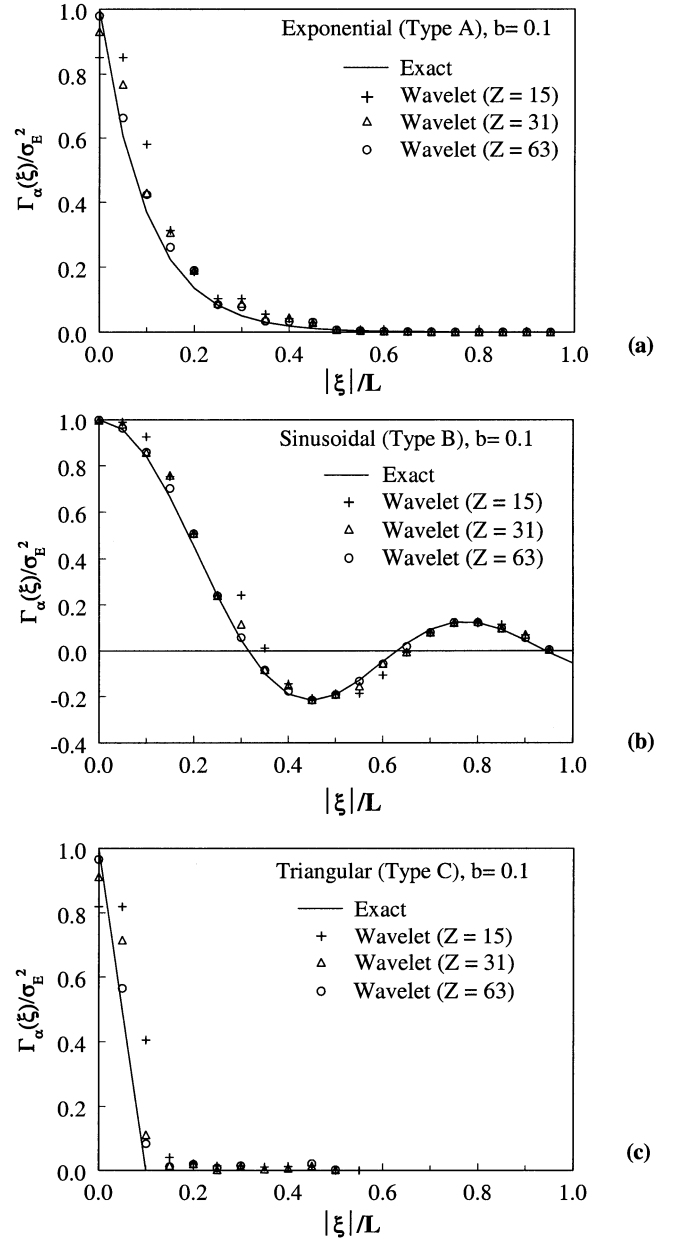 Exponential (Type A), b= 0.1
Exact
Wavelet (Z = 15)
Wavelet (Z = 31)
Wavelet (Z = 63)
1.0
0.8
0.6
0.4
0.2
0.0
Γα(ξ)/σE²
0.0 0.2 0.4 0.6 0.8 1.0
|ξ|/L
(a)
Sinusoidal (Type B), b= 0.1
Exact
Wavelet (Z = 15)
Wavelet (Z = 31)
Wavelet (Z = 63)
1.0
0.8
0.6
0.4
0.2
0.0
-0.2
-0.4
Γα(ξ)/σE²
0.0 0.2 0.4 0.6 0.8 1.0
|ξ|/L
(b)
Triangular (Type C), b= 0.1
Exact
Wavelet (Z = 15)
Wavelet (Z = 31)
Wavelet (Z = 63)
1.0
0.8
0.6
0.4
0.2
0.0
Γα(ξ)/σE²
0.0 0.2 0.4 0.6 0.8 1.0
|ξ|/L
(c)